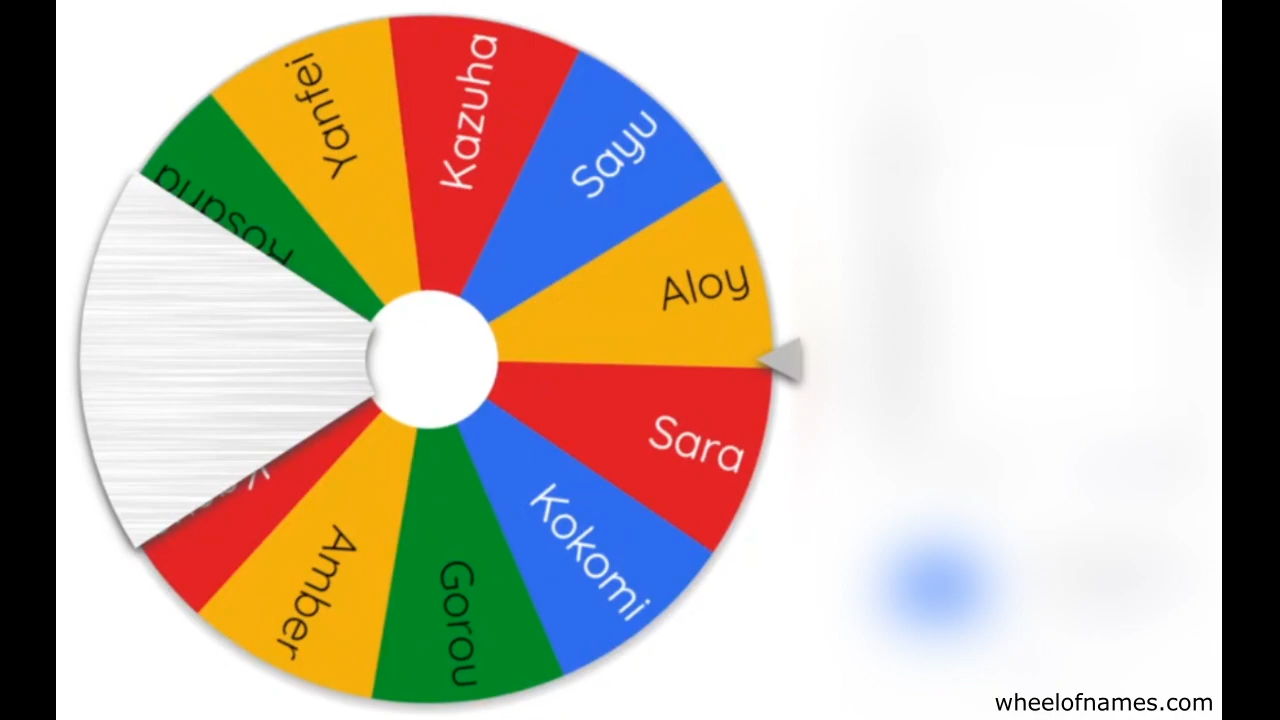 Yanfei
Kazuha
Sayu
Aloy
Sara
Kokomi
Gorou
Amber
wheelofnames.com